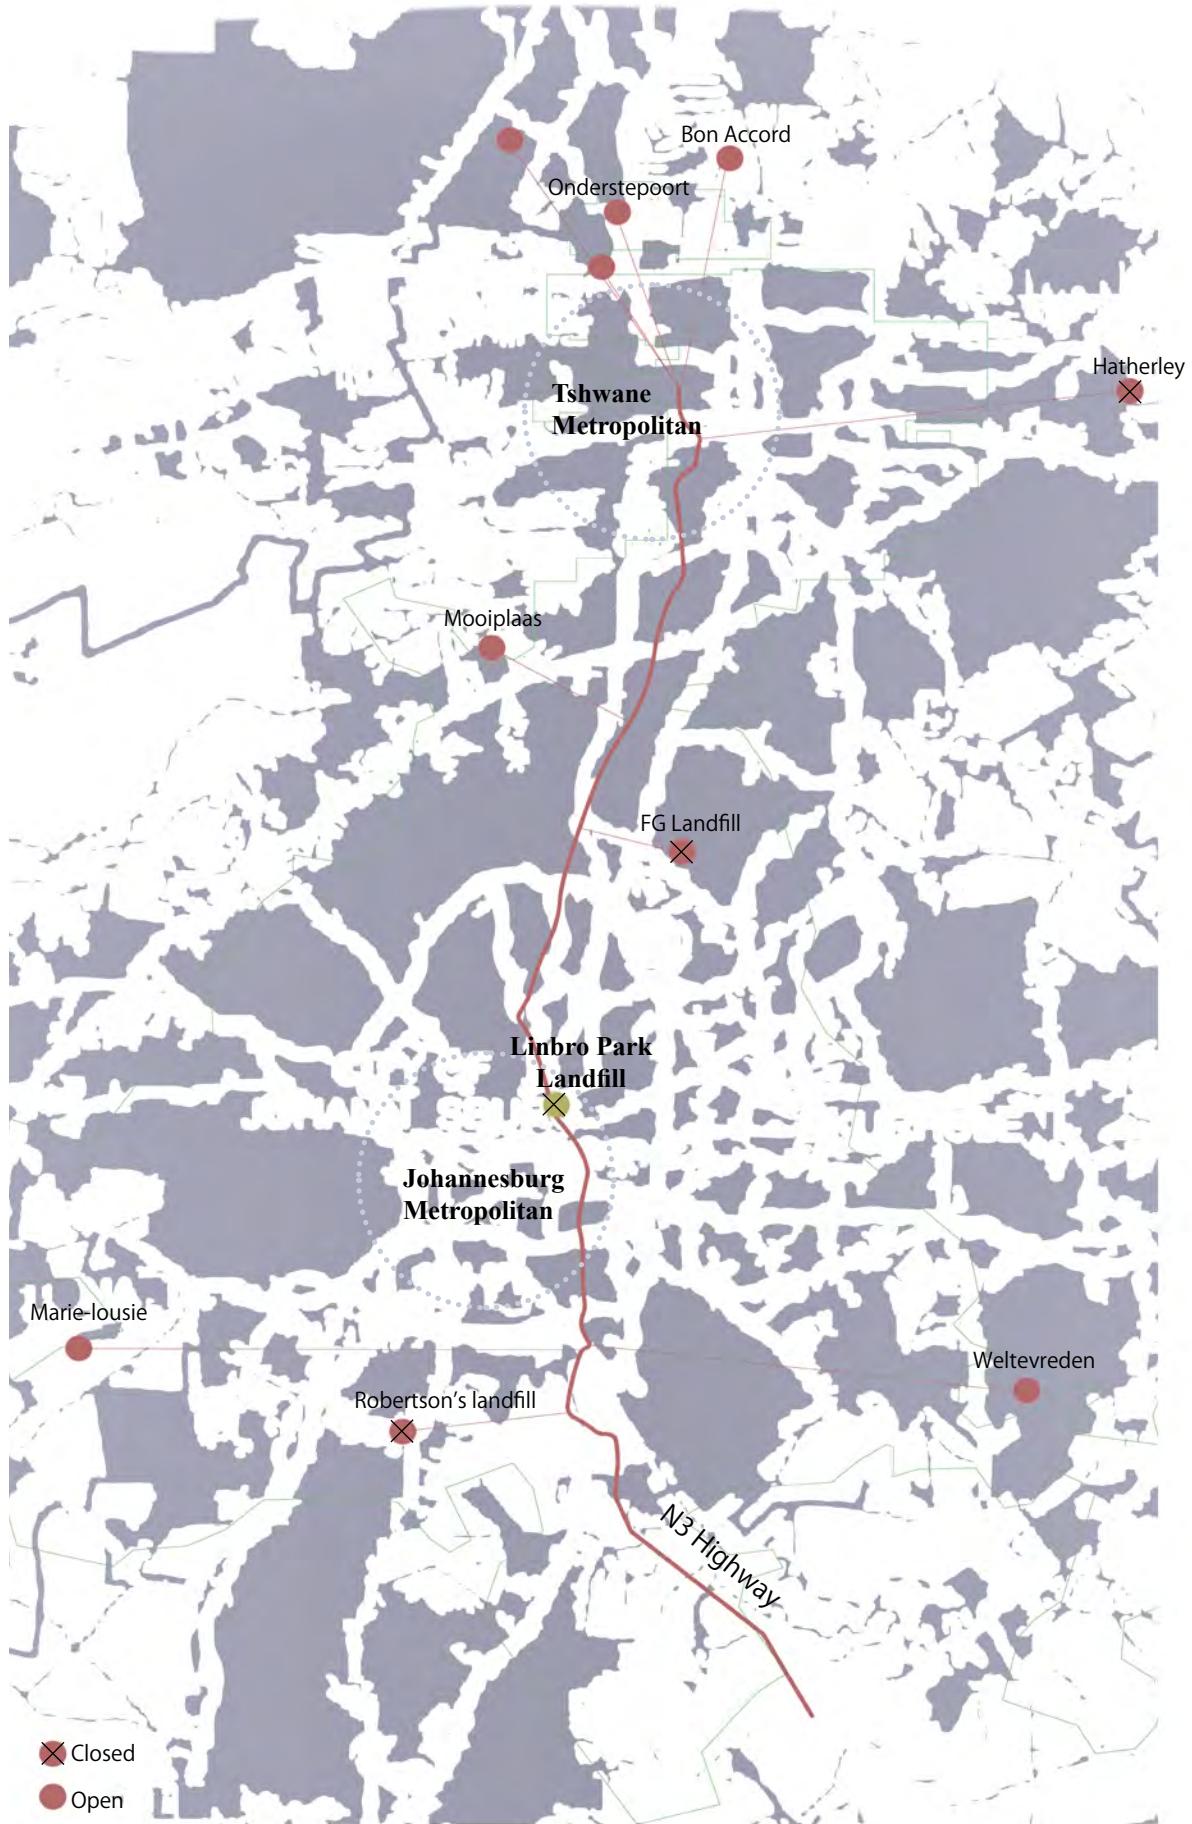 Bon Accord
Onderstepoort
Hatherley
Tshwane
Metropolitan
Mooiplaas
FG Landfill
Linbro Park
Landfill
Johannesburg
Metropolitan
Marie-lousie
Weltevreden
Robertson's landfill
N3 Highway
Closed
Open